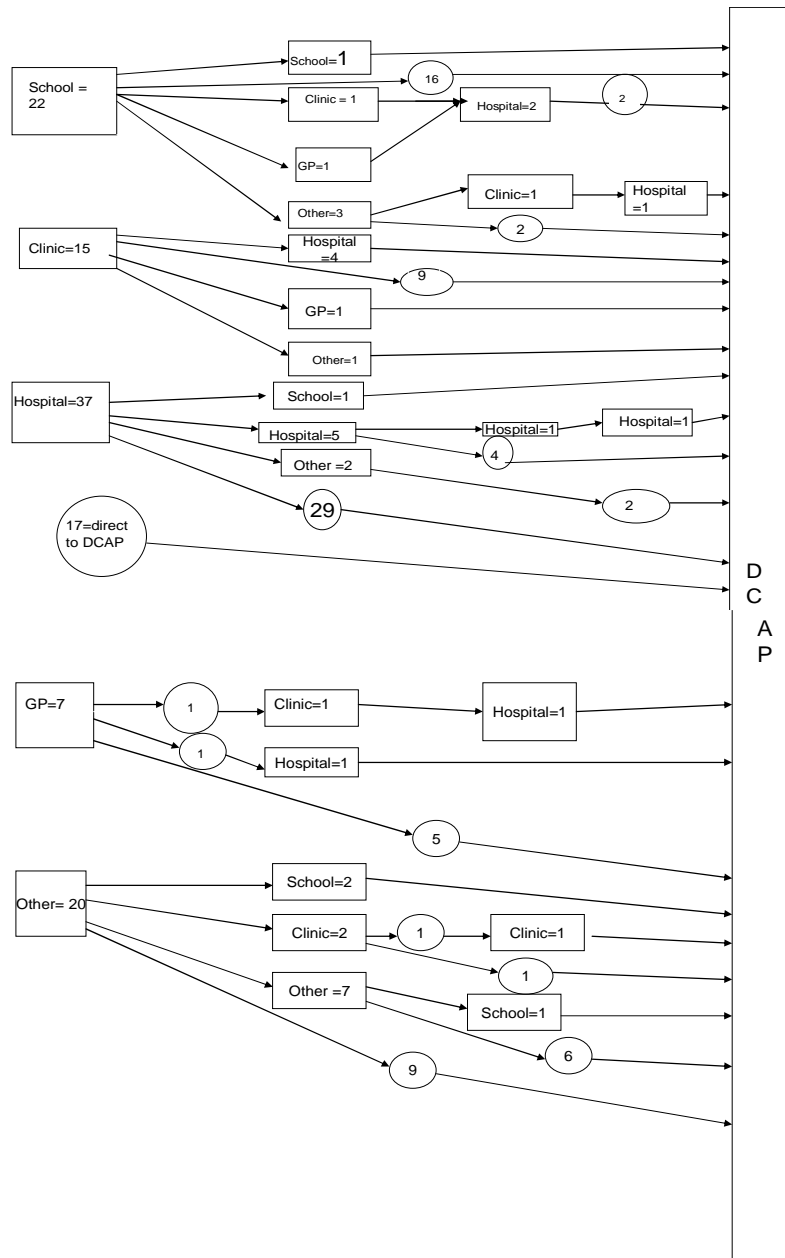 School=1
16
School =
22
Clinic = 1
Hospital=2
2
GP=1
Other=3
Clinic=1
Hospital
=1
2
Clinic=15
Hospital
=4
9
GP=1
Other=1
Hospital=37
School=1
Hospital=5
Hospital=1
Hospital=1
4
Other =2
2
29
17=direct
to DCAP
D
C
A
P
GP=7
1
Clinic=1
Hospital=1
1
Hospital=1
5
Other= 20
School=2
Clinic=2
1
Clinic=1
1
Other =7
School=1
6
9